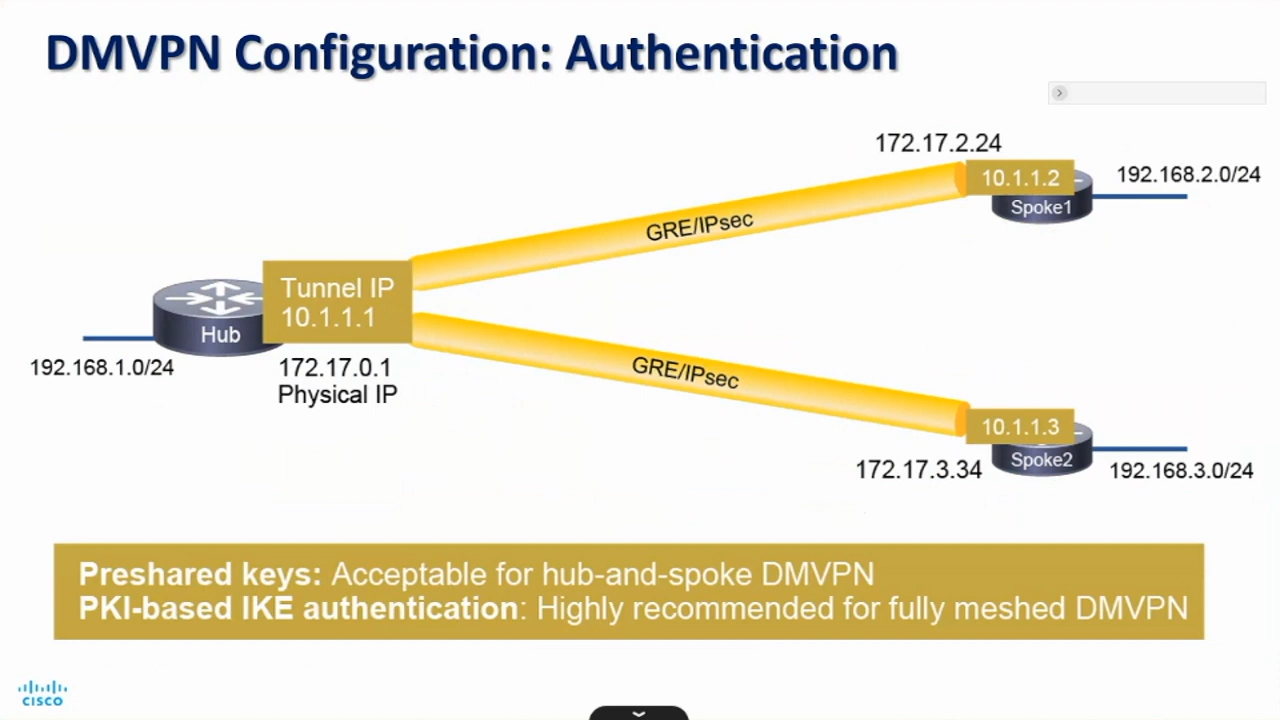 DMVPN Configuration: Authentication
172.17.2.24
10.1.1.2
192.168.2.0/24
Spoke1
GRE/IPsec
Tunnel IP
10.1.1.1
Hub
192.168.1.0/24
172.17.0.1
Physical IP
GRE/IPsec
10.1.1.3
Spoke2
172.17.3.34
192.168.3.0/24
Preshared keys: Acceptable for hub-and-spoke DMVPN
PKI-based IKE authentication: Highly recommended for fully meshed DMVPN
CISCO